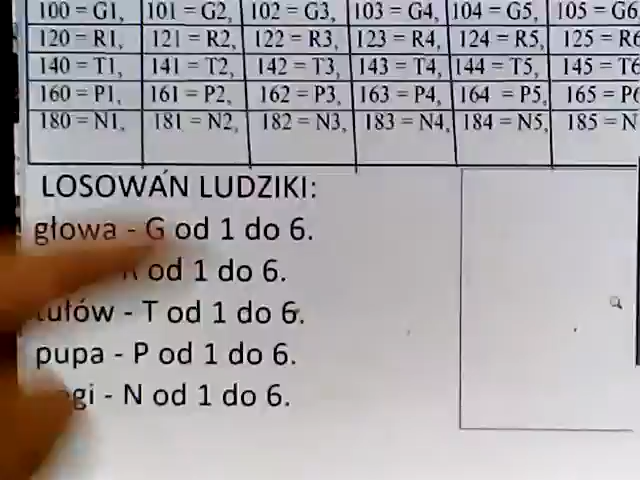 100 = G1, 101 = G2, 102 = G3, 103 = G4, 104 = G5, 105 = G6
120 = R1, 121 = R2, 122 = R3, 123 = R4, 124 = R5, 125 = R6
140 = T1, 141 = T2, 142 = T3, 143 = T4, 144 = T5, 145 = T6
160 = P1, 161 = P2, 162 = P3, 163 = P4, 164 = P5, 165 =
180 = N1, 181 = N2, 182 = N3, 183 = N4, 184 = N5, 185 = N
LOSOWAŃ LUDZIKI:
głowa - G od 1 do 6.
od 1 do 6.
tułów - T od 1 do 6.
pupa - P od 1 do 6.
- N od 1 do 6.